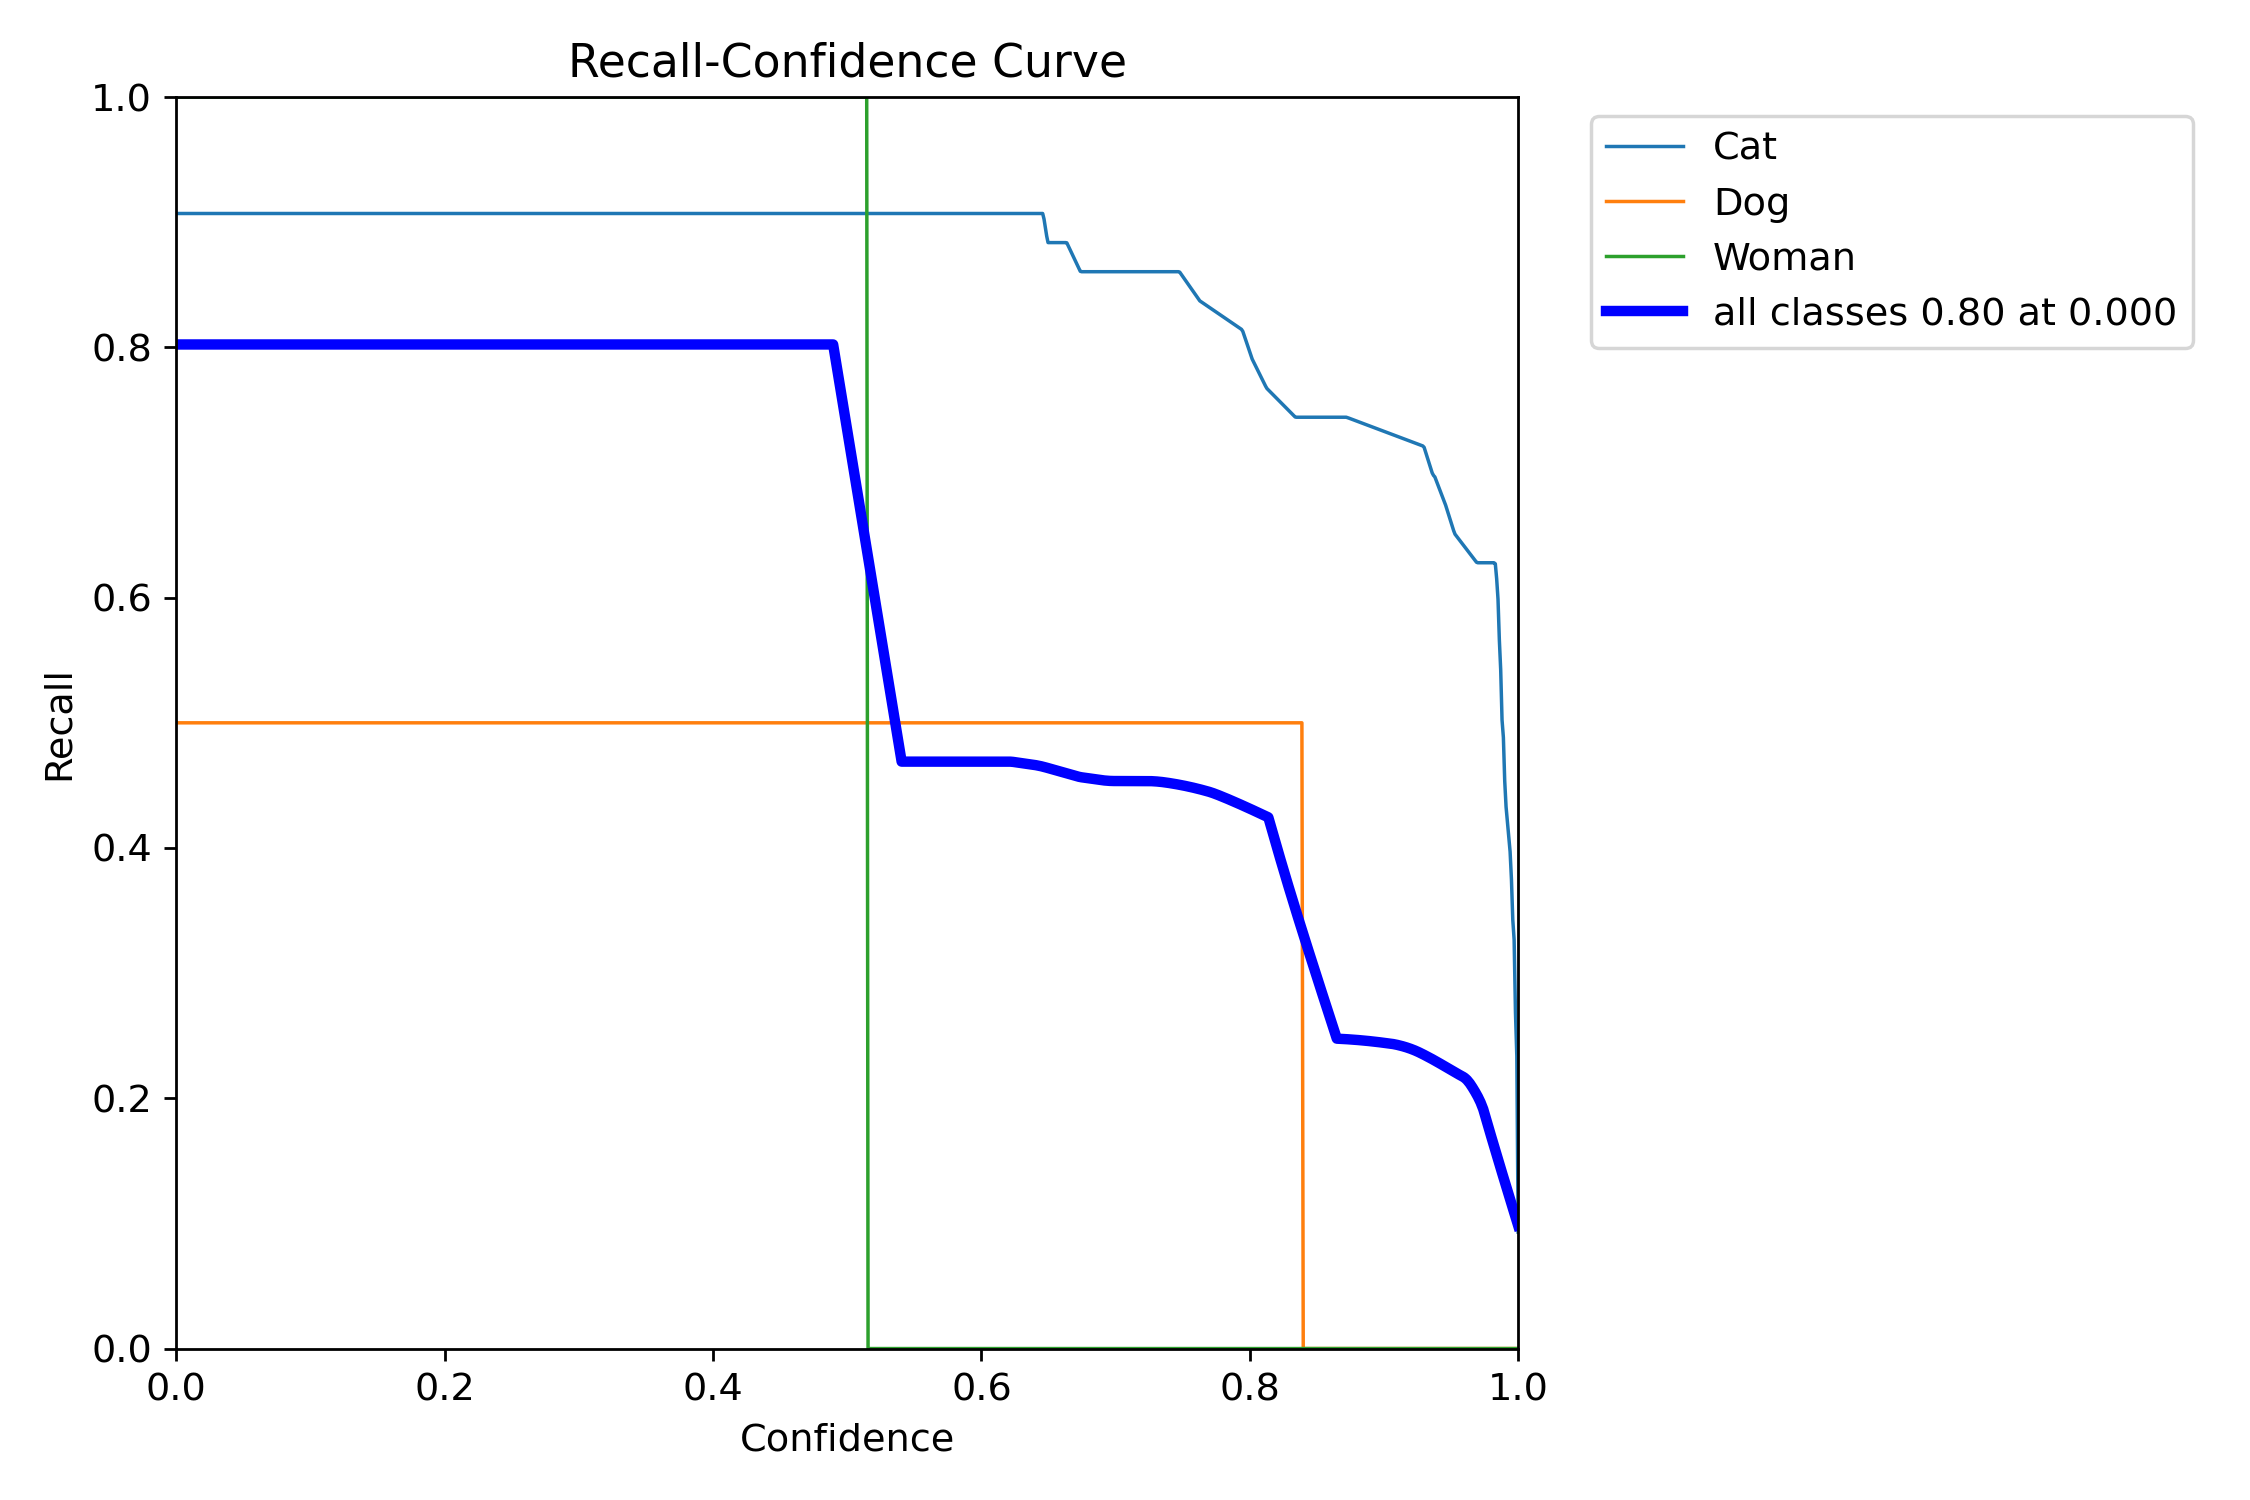 Recall-Confidence Curve
1.0
0.8
0.6
0.4
0.2
0.0
Recall
0.0 0.2 0.4 0.6 0.8 1.0
Confidence
Cat
Dog
Woman
all classes 0.80 at 0.000